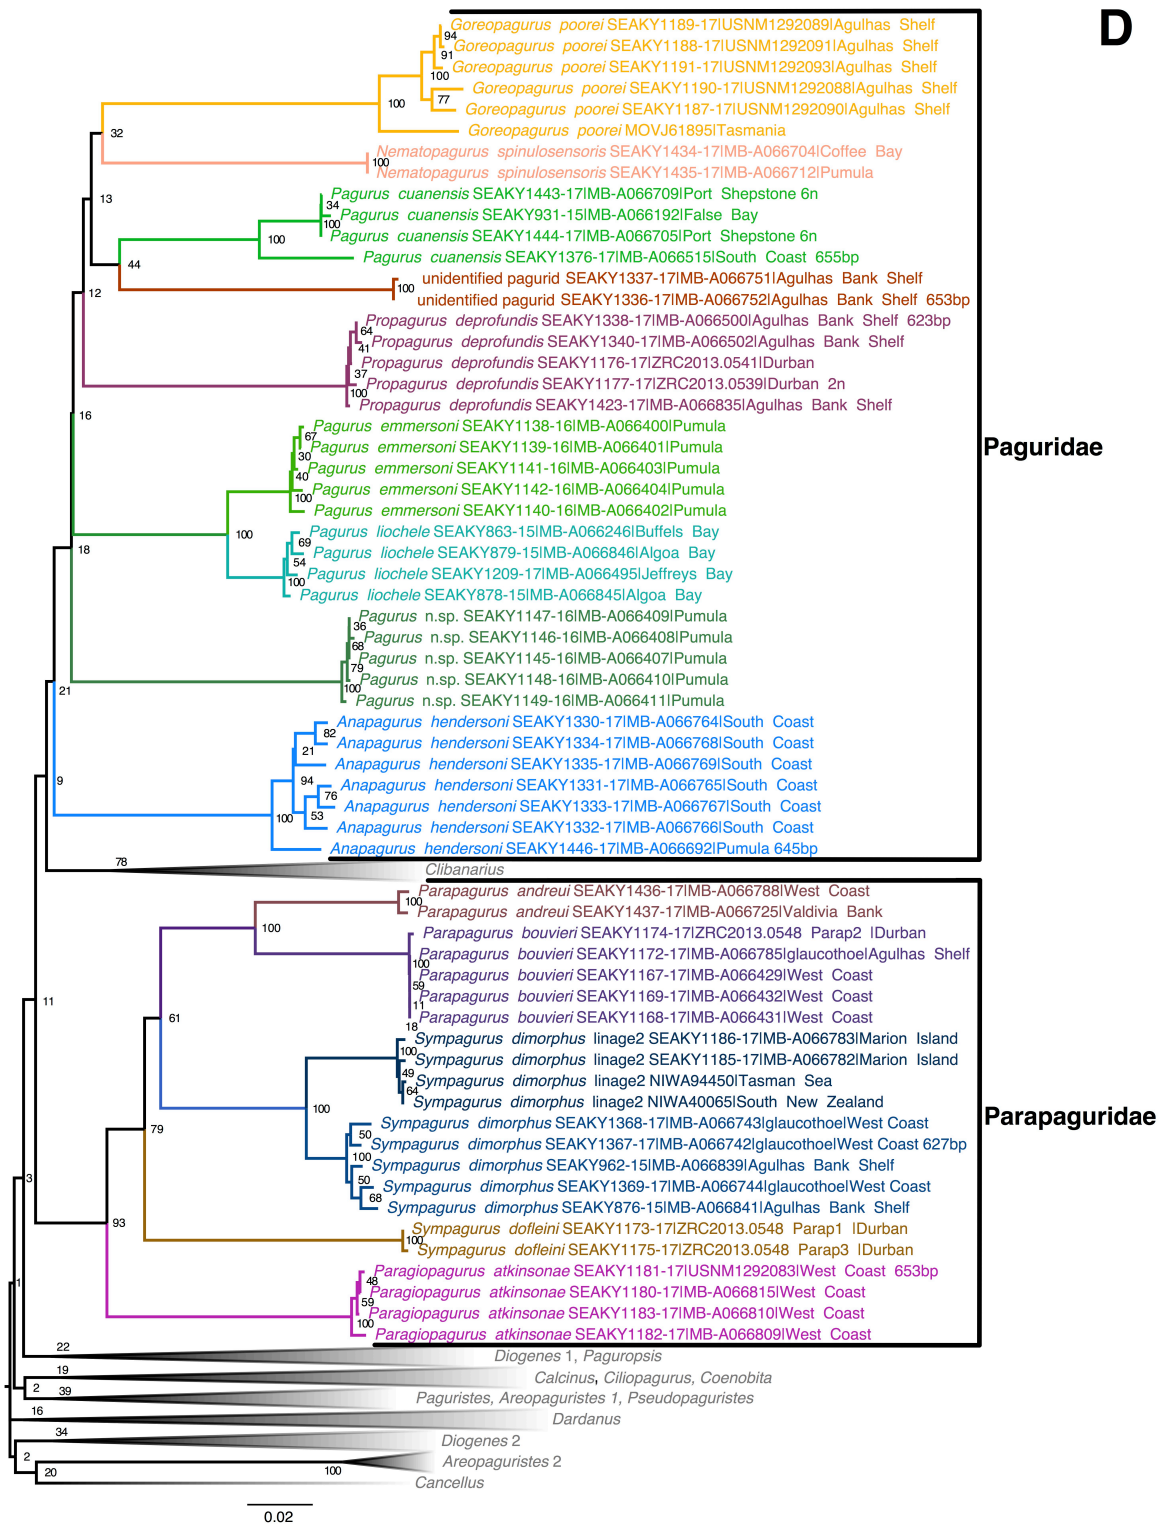 D
Goreopagurus poorei SEAKY1189-17|USNM1292089|Agulhas Shelf
94
Goreopagurus poorei SEAKY1188-17|USNM1292091|Agulhas Shelf
91
Goreopagurus poorei SEAKY1191-17|USNM1292093|Agulhas Shelf
100
Goreopagurus poorei SEAKY1190-17|USNM1292088|Agulhas Shelf
100
77
Goreopagurus poorei SEAKY1187-17|USNM1292090|Agulhas Shelf
Goreopagurus poorei MOVJ61895|Tasmania
32
Nematopagurus spinulosensoris SEAKY1434-17|MB-A066704|Coffee Bay
100
Nematopagurus spinulosensoris SEAKY1435-17|MB-A066712|Pumula
13
Pagurus cuanensis SEAKY1443-17|MB-A066709|Port Shepstone 6n
34
Pagurus cuanensis SEAKY931-15|MB-A066192|False Bay
100
Pagurus cuanensis SEAKY1444-17|MB-A066705|Port Shepstone 6n
100
Pagurus cuanensis SEAKY1376-17|MB-A066515|South Coast 655bp
44
unidentified pagurid SEAKY1337-17|MB-A066751|Agulhas Bank Shelf
100
unidentified pagurid SEAKY1336-17|MB-A066752|Agulhas Bank Shelf 653bp
12
Propagurus deprofundis SEAKY1338-17|MB-A066500|Agulhas Bank Shelf 623bp
64
Propagurus deprofundis SEAKY1340-17|MB-A066502|Agulhas Bank Shelf
41
Propagurus deprofundis SEAKY1176-17|ZRC2013.0541|Durban
37
Propagurus deprofundis SEAKY1177-17|ZRC2013.0539|Durban 2n
100
Propagurus deprofundis SEAKY1423-17|MB-A066835|Agulhas Bank Shelf
16
Pagurus emmersoni SEAKY1138-16|MB-A066400|Pumula
67
Pagurus emmersoni SEAKY1139-16|MB-A066401|Pumula
Paguridae
30
Pagurus emmersoni SEAKY1141-16|MB-A066403|Pumula
40
Pagurus emmersoni SEAKY1142-16|MB-A066404|Pumula
100
Pagurus emmersoni SEAKY1140-16|MB-A066402|Pumula
100
Pagurus liochele SEAKY863-15|MB-A066246|Buffels Bay
69
Pagurus liochele SEAKY879-15|MB-A066846|Algoa Bay
18
54
Pagurus liochele SEAKY1209-17|MB-A066495|Jeffreys Bay
100
Pagurus liochele SEAKY878-15|MB-A066845|Algoa Bay
Pagurus n.sp. SEAKY1147-16|MB-A066409|Pumula
36
Pagurus n.sp. SEAKY1146-16|MB-A066408|Pumula
68
Pagurus n.sp. SEAKY1145-16|MB-A066407|Pumula
79
Pagurus n.sp. SEAKY1148-16|MB-A066410|Pumula
100
Pagurus n.sp. SEAKY1149-16|MB-A066411|Pumula
21
Anapagurus hendersoni SEAKY1330-17|MB-A066764|South Coast
82
Anapagurus hendersoni SEAKY1334-17|MB-A066768|South Coast
21
Anapagurus hendersoni SEAKY1335-17|MB-A066769|South Coast
9
94
Anapagurus hendersoni SEAKY1331-17|MB-A066765|South Coast
76
Anapagurus hendersoni SEAKY1333-17|MB-A066767|South Coast
100
53
Anapagurus hendersoni SEAKY1332-17|MB-A066766|South Coast
Anapagurus hendersoni SEAKY1446-17|MB-A066692|Pumula 645bp
78
Clibanarius
Parapagurus andreui SEAKY1436-17|MB-A066788|West Coast
100
Parapagurus andreui SEAKY1437-17|MB-A066725|Valdivia Bank
100
Parapagurus bouvieri SEAKY1174-17|ZRC2013.0548 Parap2 |Durban
Parapagurus bouvieri SEAKY1172-17|MB-A066785|glaucothoe|Agulhas Shelf
100
Parapagurus bouvieri SEAKY1167-17|MB-A066429|West Coast
59
Parapagurus bouvieri SEAKY1169-17|MB-A066432|West Coast
11
11
Parapagurus bouvieri SEAKY1168-17|MB-A066431|West Coast
61
18
Sympagurus dimorphus linage2 SEAKY1186-17|MB-A066783|Marion Island
100
Sympagurus dimorphus linage2 SEAKY1185-17|MB-A066782|Marion Island
49
Sympagurus dimorphus linage2 NIWA94450|Tasman Sea
64
Sympagurus dimorphus linage2 NIWA40065|South New Zealand
100
Sympagurus dimorphus SEAKY1368-17|MB-A066743|glaucothoe|West Coast
Parapaguridae
50
79
Sympagurus dimorphus SEAKY1367-17|MB-A066742|glaucothoe|West Coast 627bp
100
Sympagurus dimorphus SEAKY962-15|MB-A066839|Agulhas Bank Shelf
50
3
Sympagurus dimorphus SEAKY1369-17|MB-A066744|glaucothoe|West Coast
68
Sympagurus dimorphus SEAKY876-15|MB-A066841|Agulhas Bank Shelf
93
Sympagurus dofleini SEAKY1173-17|ZRC2013.0548 Parap1 |Durban
100
Sympagurus dofleini SEAKY1175-17|ZRC2013.0548 Parap3 |Durban
Paragiopagurus atkinsonae SEAKY1181-17|USNM1292083|West Coast 653bp
1
48
Paragiopagurus atkinsonae SEAKY1180-17|MB-A066815|West Coast
59
Paragiopagurus atkinsonae SEAKY1183-17|MB-A066810|West Coast
100
Paragiopagurus atkinsonae SEAKY1182-17|MB-A066809|West Coast
22
Diogenes 1, Paguropsis
19
Calcinus, Ciliopagurus, Coenobita
2
39
Paguristes, Areopaguristes 1, Pseudopaguristes
16
Dardanus
34
Diogenes 2
2
Areopaguristes 2
20
100
Cancellus
0.02